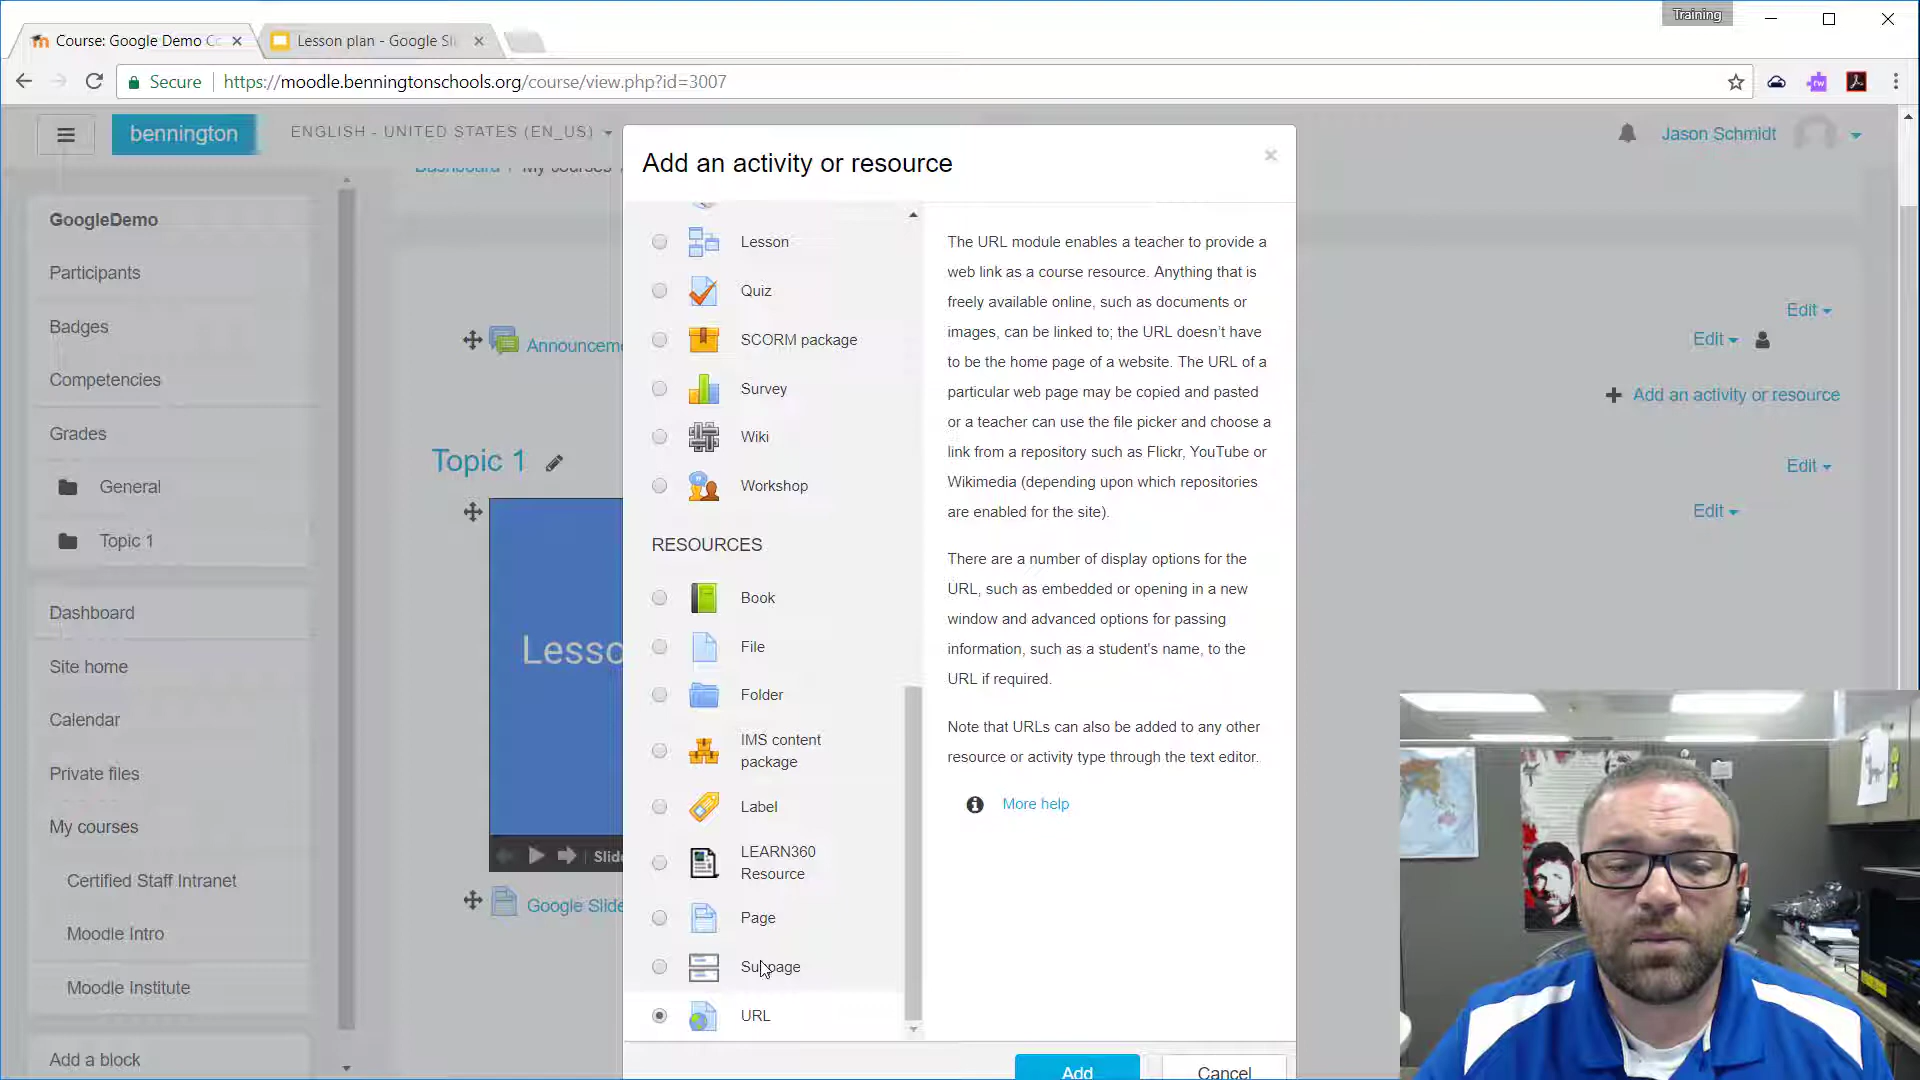 Training
Course: Google Demo Co
Lesson plan - Google Sli
Secure
https://moodle.benningtonschools.org/course/view.php?id=3007
bennington
ENGLISH - UNITED STATES (EN_US)
Jason Schmidt
Dashboard / My courses
GoogleDemo
Participants
Badges
Competencies
Grades
General
Topic 1
Dashboard
Site home
Calendar
Private files
My courses
Certified Staff Intranet
Moodle Intro
Moodle Institute
Add a block
Announceme
Topic 1
Lesso
Slid
Google Slide
Add an activity or resource
×
Lesson
Quiz
SCORM package
Survey
Wiki
Workshop
RESOURCES
Book
File
Folder
IMS content
package
Label
LEARN360
Resource
Page
Subpage
URL
The URL module enables a teacher to provide a
web link as a course resource. Anything that is
freely available online, such as documents or
images, can be linked to; the URL doesn't have
to be the home page of a website. The URL of a
particular web page may be copied and pasted
or a teacher can use the file picker and choose a
link from a repository such as Flickr, YouTube or
Wikimedia (depending upon which repositories
are enabled for the site).
There are a number of display options for the
URL, such as embedded or opening in a new
window and advanced options for passing
information, such as a student's name, to the
URL if required.
Note that URLs can also be added to any other
resource or activity type through the text editor.
More help
Add
Cancel
Edit
Edit
Add an activity or resource
Edit
Edit